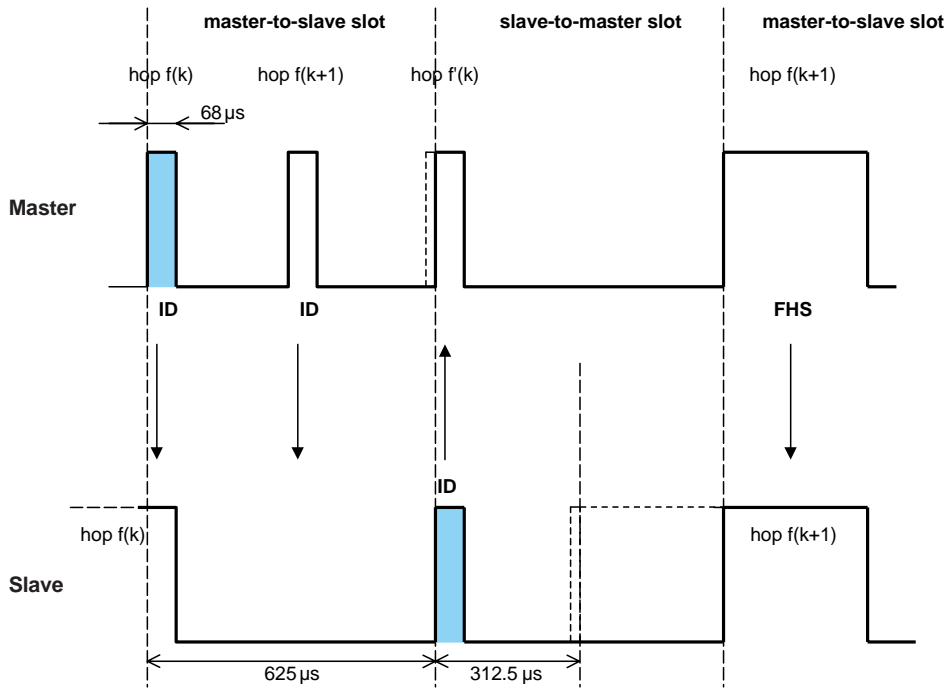 master-to-slave slot slave-to-master slot master-to-slave slot
hop f(k) hop f(k+1) hop f'(k) hop f(k+1)
68 µs
Master
ID ID FHS
ID
hop f(k) hop f(k+1)
Slave
625 µs 312.5 µs